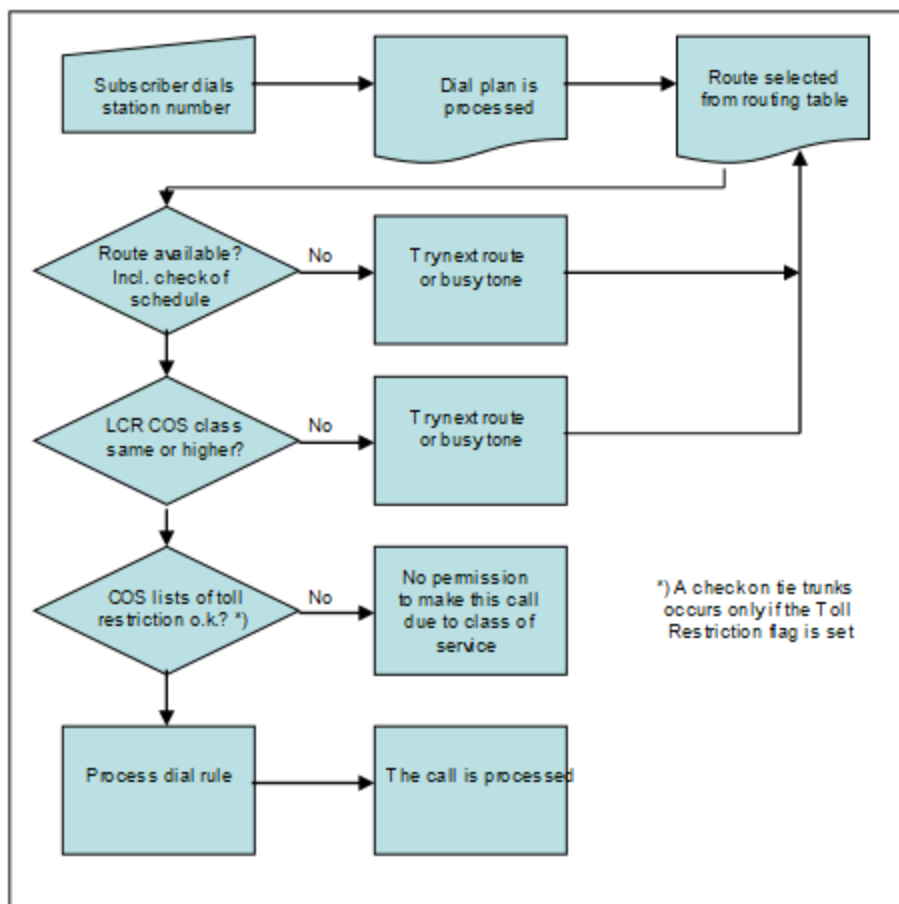 Subscriber dials
station number
Dial plan is
processed
Route selected
from routing table
Route available?
Incl. check of
schedule
No
Try next route
or busy tone
LCR COS class
same or higher?
No
Try next route
or busy tone
COS lists of toll
restriction o.k.? *)
No
No permission
to make this call
due to class of
service
*) A check on tie trunks
occurs only if the Toll
Restriction flag is set
Process dial rule
The call is processed